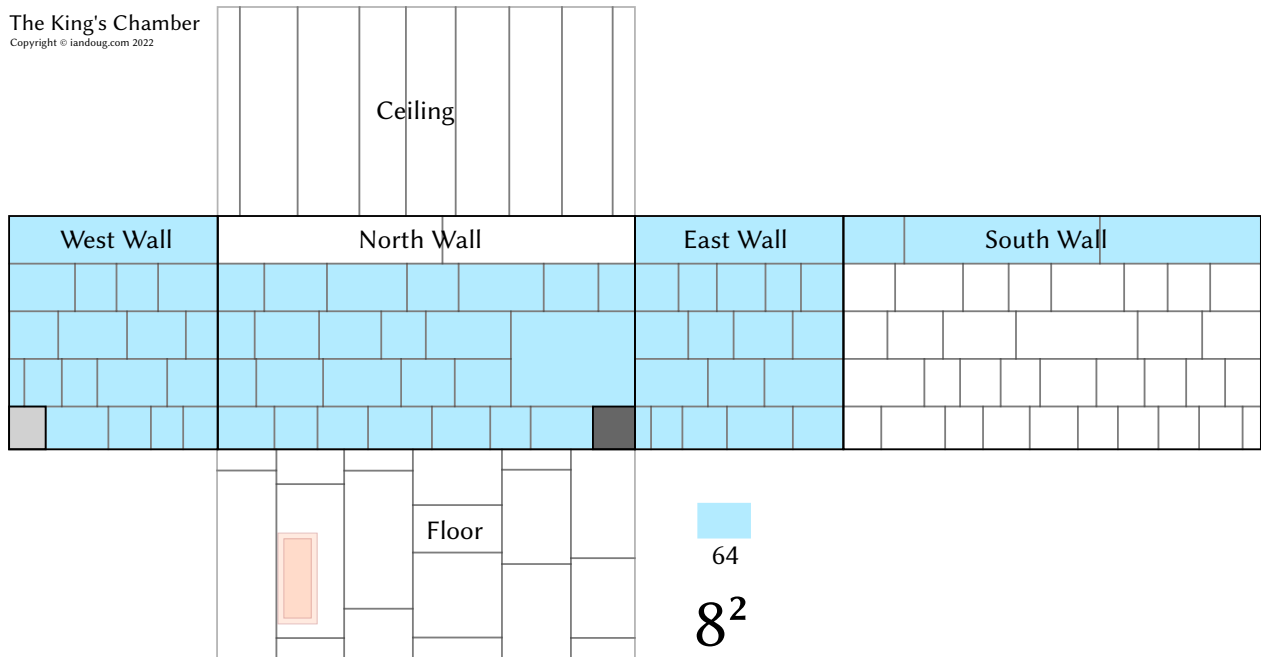 The King's Chamber
Copyright © iandoug.com 2022
Ceiling
West Wall
North Wall
East Wall
South Wall
Floor
64
8²